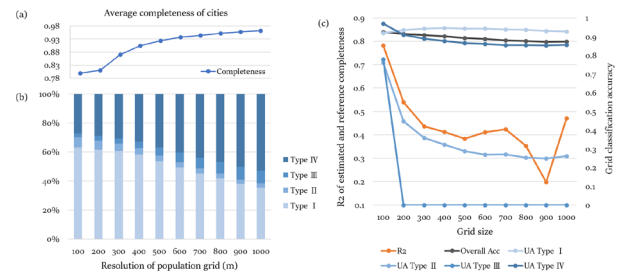 (a)
Average completeness of cities
0.98
0.93
0.88
0.83
0.78
Completeness
(b)
100%
80%
60%
40%
20%
0%
Type IV
Type III
Type II
Type I
100 200 300 400 500 600 700 800 900 1000
Resolution of population grid (m)
(c)
R2 of estimated and reference completeness
0.9
0.8
0.7
0.6
0.5
0.4
0.3
0.2
0.1
1
0.9
0.8
0.7
0.6
0.5
0.4
0.3
0.2
0.1
0
Grid classification accuracy
100 200 300 400 500 600 700 800 900 1000
Grid size
R2 Overall Acc UA Type I
UA Type II UA Type III UA Type IV